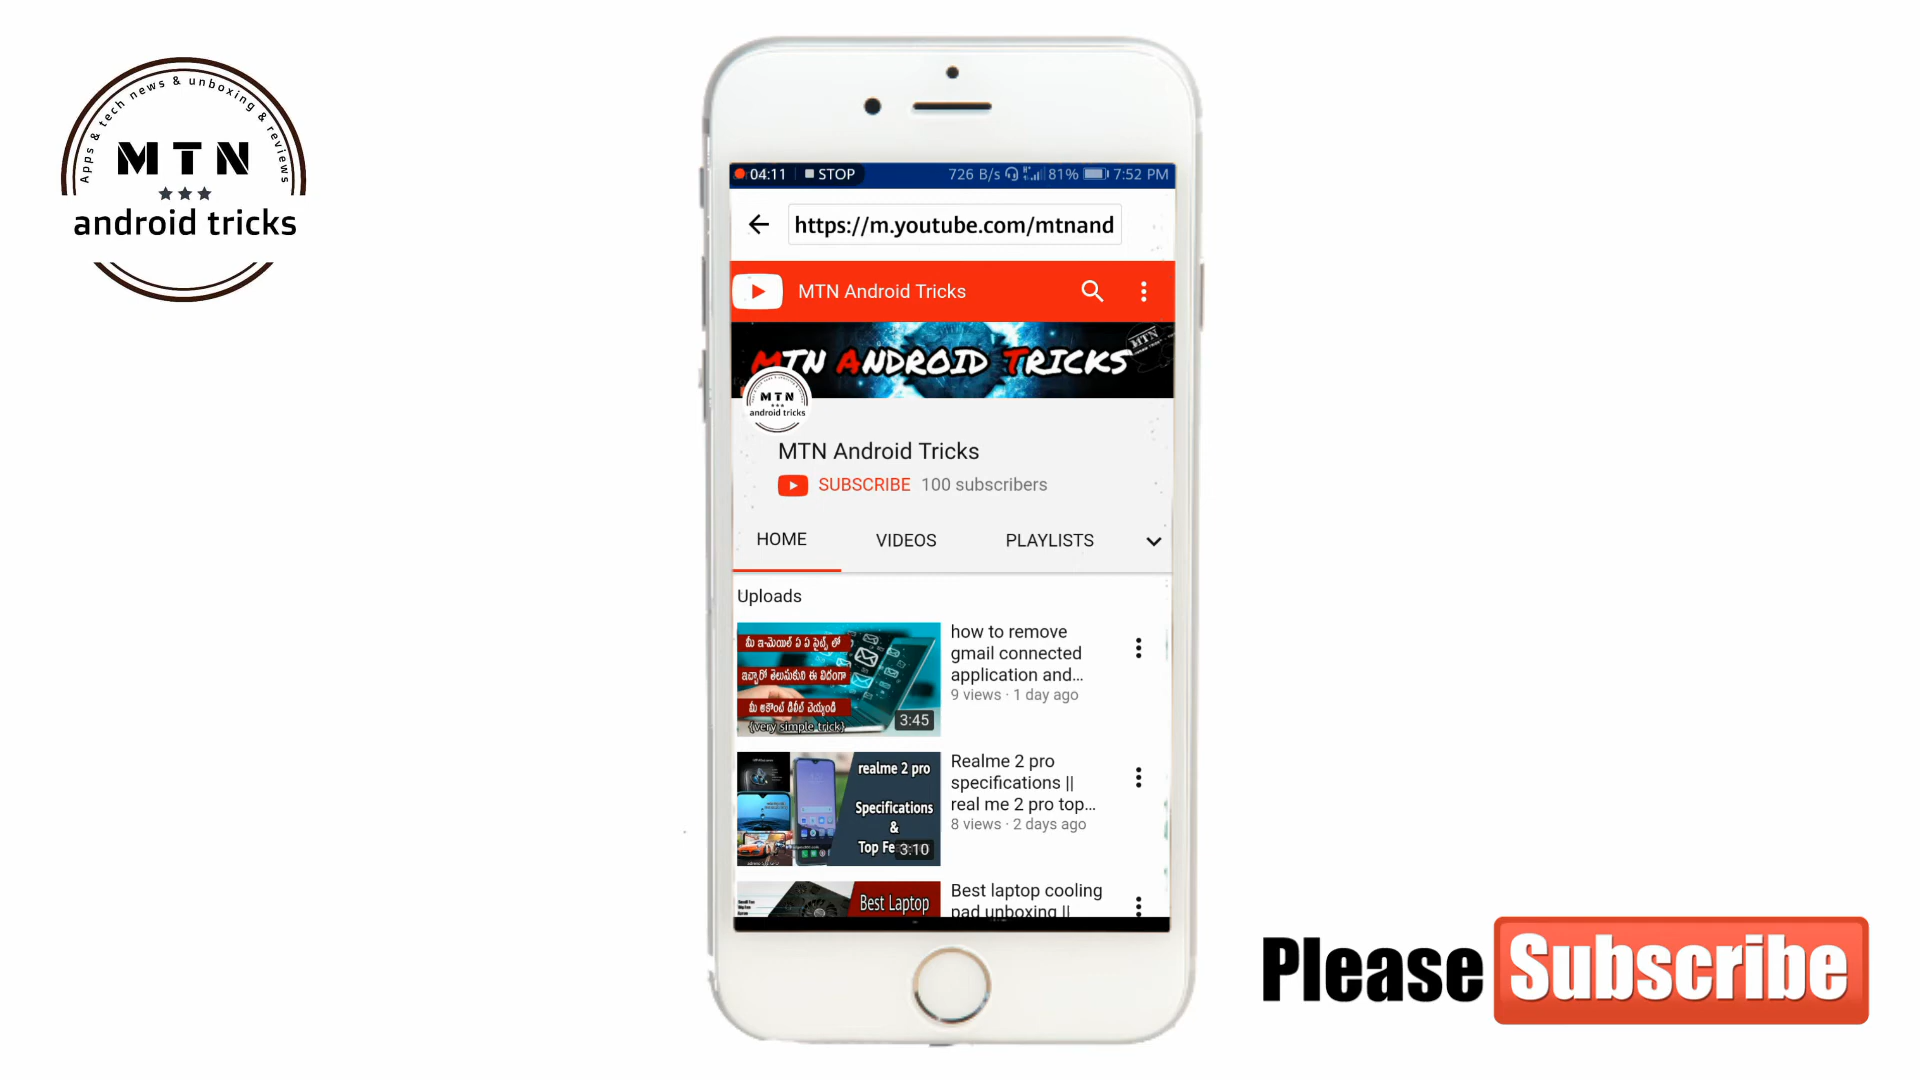 Apps & tech news & unboxing & reviews
MTN
android tricks
04:11 STOP 726 B/s 81% 7:52 PM
https://m.youtube.com/mtnand
MTN Android Tricks
MTN ANDROID TRICKS
MTN
MTN
android tricks
MTN Android Tricks
SUBSCRIBE 100 subscribers
HOME VIDEOS PLAYLISTS
Uploads
మీ ఇ-మెయిల్ ఏ ఏ సైట్స్ లో
ఇచ్చారో తెలుసుకుని ఈ విదంగా
మీ అకౌంట్ డిలీట్ చెయ్యండి
(very simple trick)
3:45
how to remove
gmail connected
application and...
9 views · 1 day ago
realme 2 pro
Specifications
&
Top Fe
3:10
Realme 2 pro
specifications ||
real me 2 pro top...
8 views · 2 days ago
Best Laptop
Best laptop cooling
pad unboxing ||
Please Subscribe